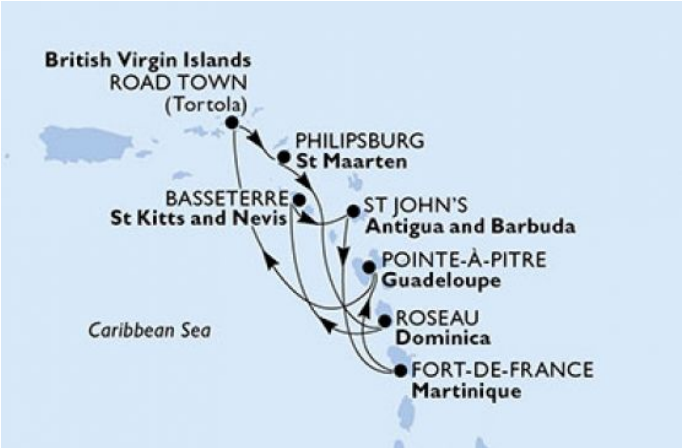 British Virgin Islands
ROAD TOWN
(Tortola)
PHILIPSBURG
St Maarten
BASSETERRE
St Kitts and Nevis
ST JOHN'S
Antigua and Barbuda
POINTE-À-PITRE
Guadeloupe
ROSEAU
Dominica
Caribbean Sea
FORT-DE-FRANCE
Martinique